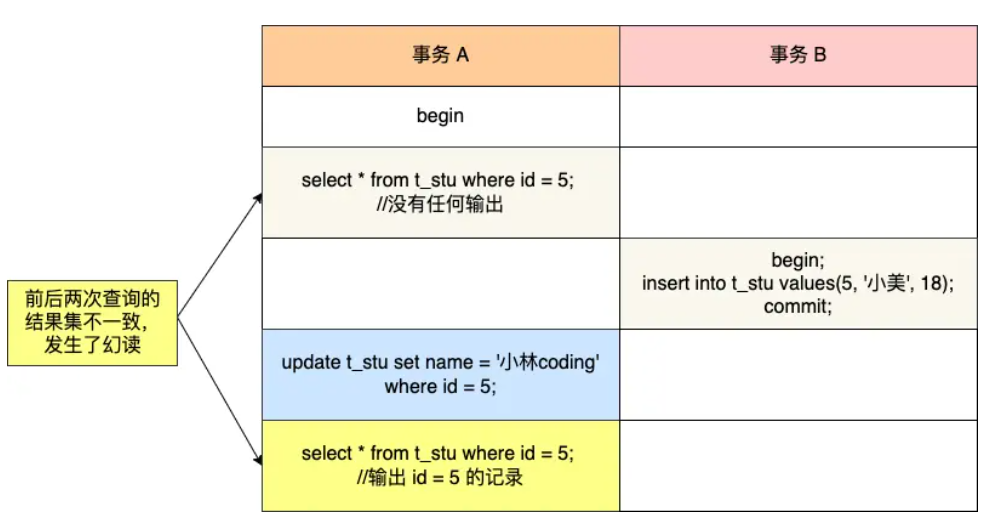 事务 A
事务 B
begin
select * from t_stu where id = 5;
//没有任何输出
begin;
insert into t_stu values(5, '小美', 18);
commit;
前后两次查询的
结果集不一致，
发生了幻读
update t_stu set name = '小林coding'
where id = 5;
select * from t_stu where id = 5;
//输出 id = 5 的记录